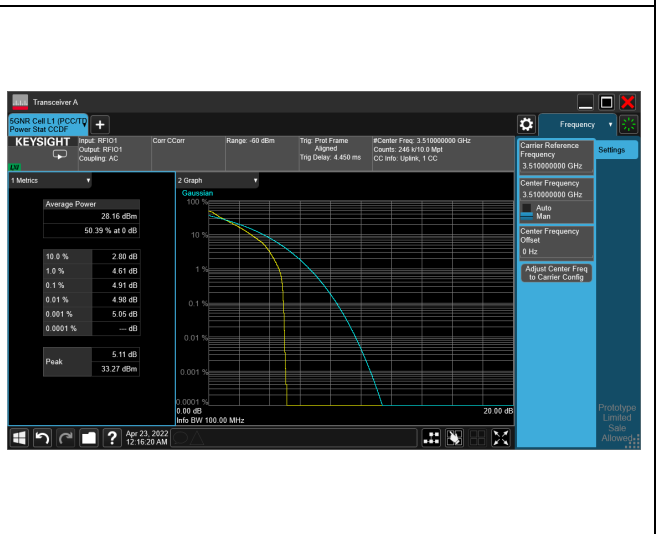 Transceiver A
5GNR Cell L1 (PCC/TD
Power Stat CCDF
+
Frequency
KEYSIGHT
Input: RFIO1
Output: RFIO1
Coupling: AC
Corr CCorr
Range: -60 dBm
Trig: Prot Frame
Aligned
Trig Delay: 4.450 ms
#Center Freq: 3.510000000 GHz
Counts: 246 k/10.0 Mpt
CC Info: Uplink, 1 CC
Carrier Reference
Frequency
3.510000000 GHz
Settings
Center Frequency
3.510000000 GHz
Auto
Man
Center Frequency
Offset
0 Hz
Adjust Center Freq
to Carrier Config
1 Metrics
Average Power
28.16 dBm
50.39 % at 0 dB
10.0 % 2.80 dB
1.0 % 4.61 dB
0.1 % 4.91 dB
0.01 % 4.98 dB
0.001 % 5.05 dB
0.0001 % --- dB
Peak
5.11 dB
33.27 dBm
2 Graph
Gaussian
100 %
10 %
1 %
0.1 %
0.01 %
0.001 %
0.0001 %
0.00 dB 20.00 dB
Info BW 100.00 MHz
Prototype
Limited
Sale
Allowed
?
Apr 23, 2022
12:16:20 AM